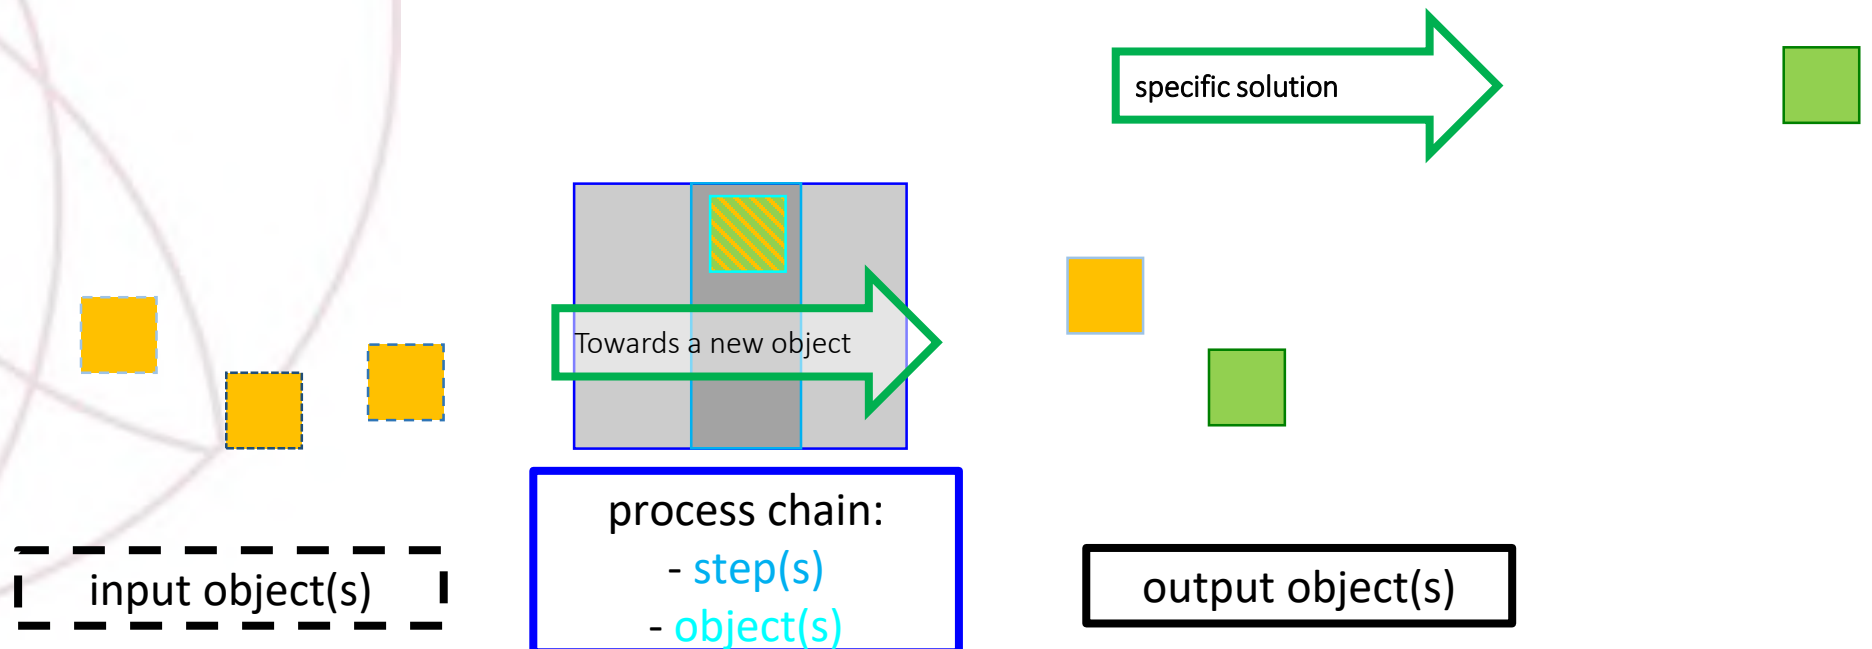 specific solution
Towards a new object
process chain:
- step(s)
- object(s)
input object(s)
output object(s)